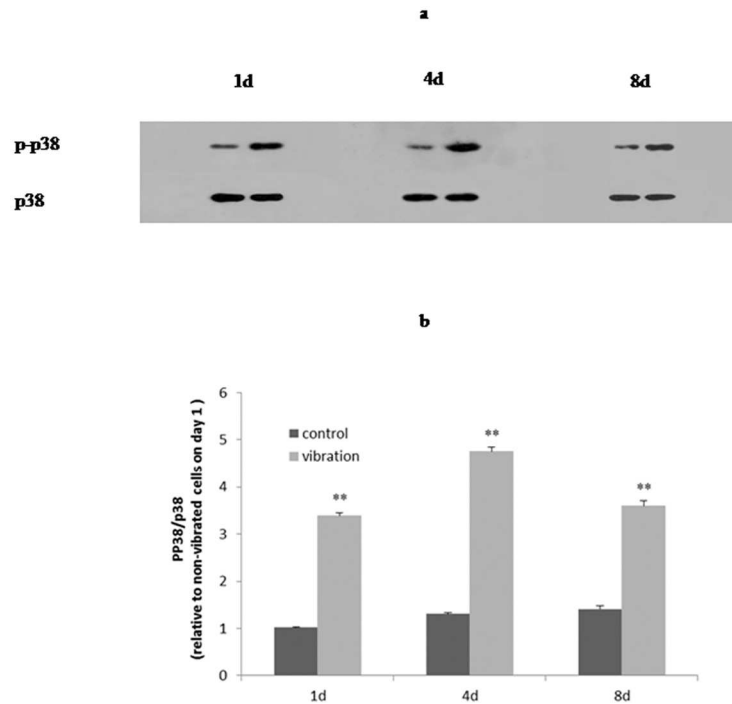 a
1d 4d 8d
p-p38
p38
b
PP38/p38
(relative to non-vibrated cells on day 1 )
6
5
4
3
2
1
0
control
vibration
**
**
**
1d 4d 8d